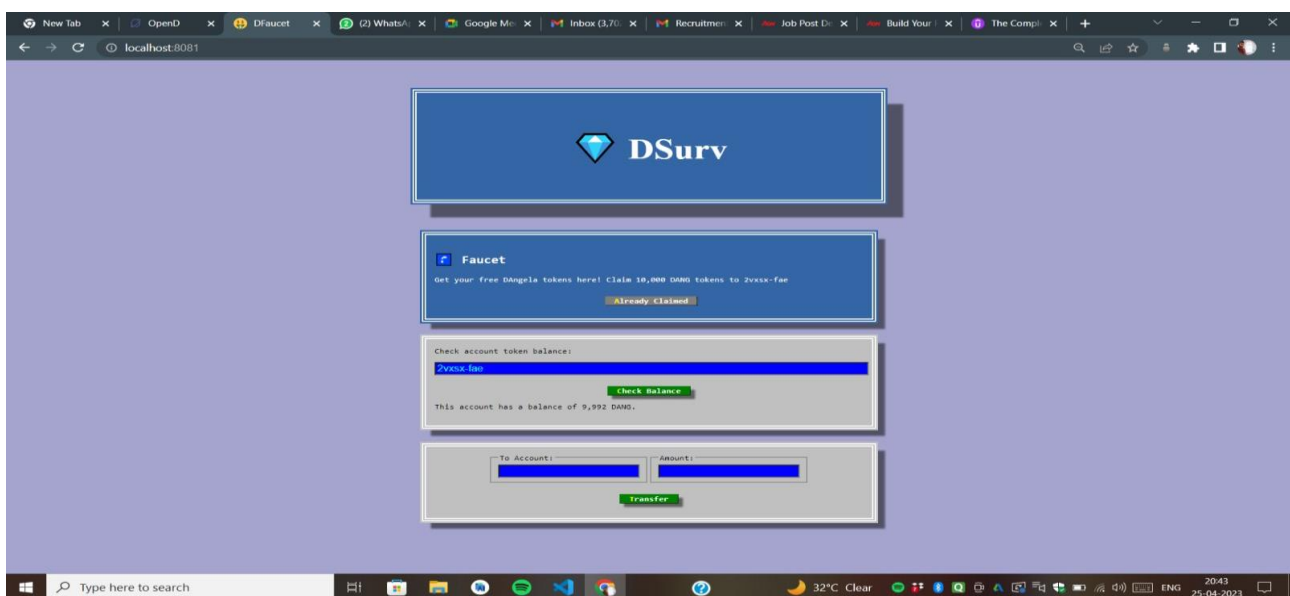 New Tab
OpenD
DFaucet
(2) WhatsA
Google Me
Inbox (3,70
Recruitmen
Job Post De
Build Your
The Compl
localhost:8081
DSurv
Faucet
Get your free DAngela tokens here! Claim 10,000 DANG tokens to 2vxsx-fae
Already Claimed
Check account token balance:
2vxsx-fae
Check Balance
This account has a balance of 9,992 DANG.
To Account: Amount:
Transfer
Type here to search
32°C Clear
ENG
20:43
25-04-2023